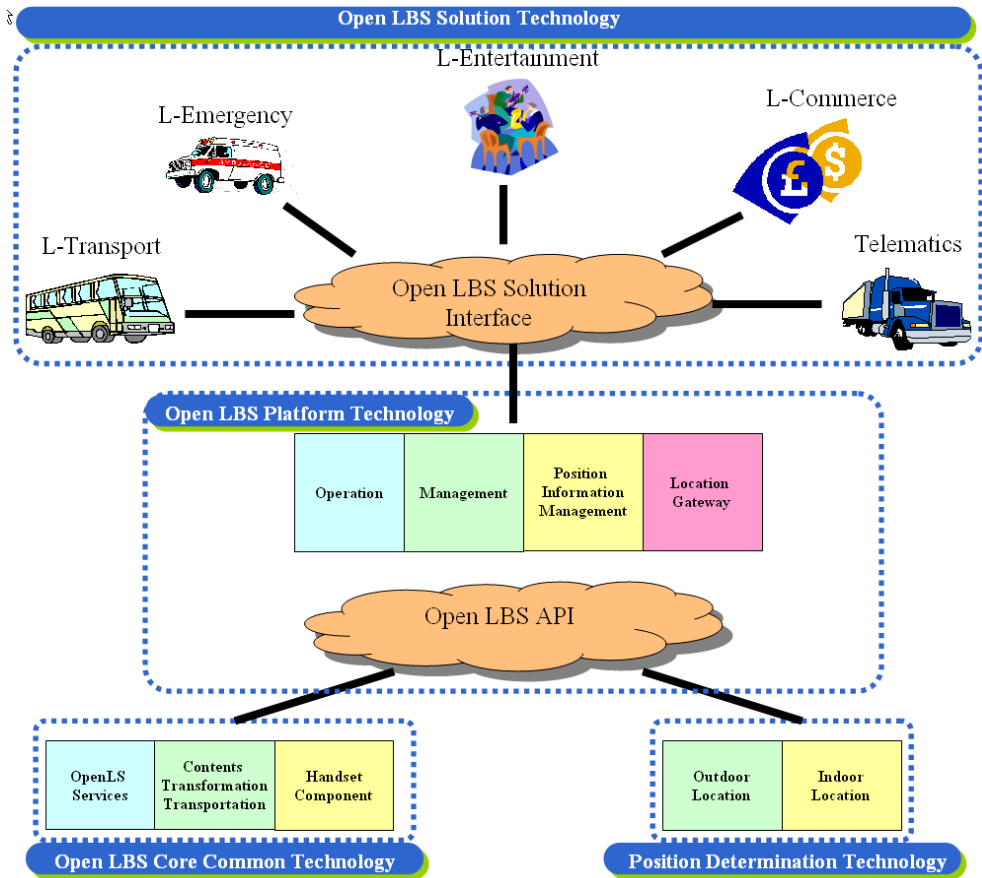 Open LBS Solution Technology
L-Entertainment
L-Emergency
L-Commerce
L-Transport
Telematics
Open LBS Solution
Interface
Open LBS Platform Technology
Operation
Management
Position
Information
Management
Location
Gateway
Open LBS API
OpenLS
Services
Contents
Transformation
Transportation
Handset
Component
Outdoor
Location
Indoor
Location
Open LBS Core Common Technology
Position Determination Technology
£
$